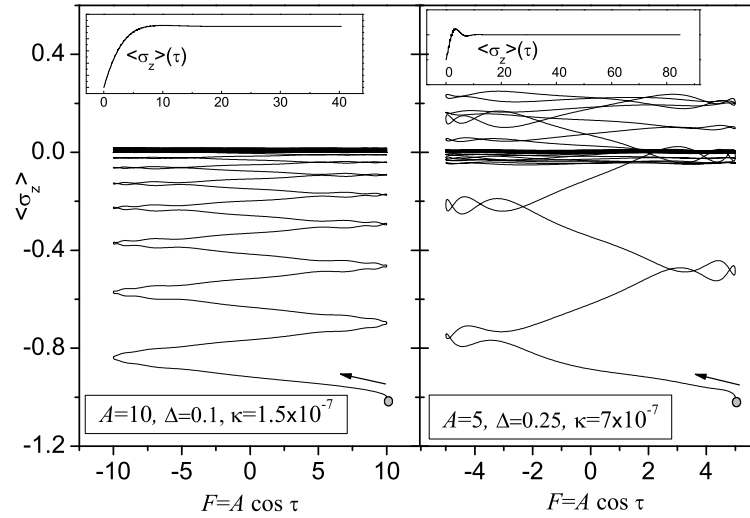 <σz>(τ)
0 10 20 30 40
<σz>(τ)
0 20 40 60 80
0.4
0.0
-0.4
-0.8
-1.2
<σz>
A=10, Δ=0.1, κ=1.5x10-7
A=5, Δ=0.25, κ=7x10-7
-10 -5 0 5 10
-4 -2 0 2 4
F=A cos τ
F=A cos τ